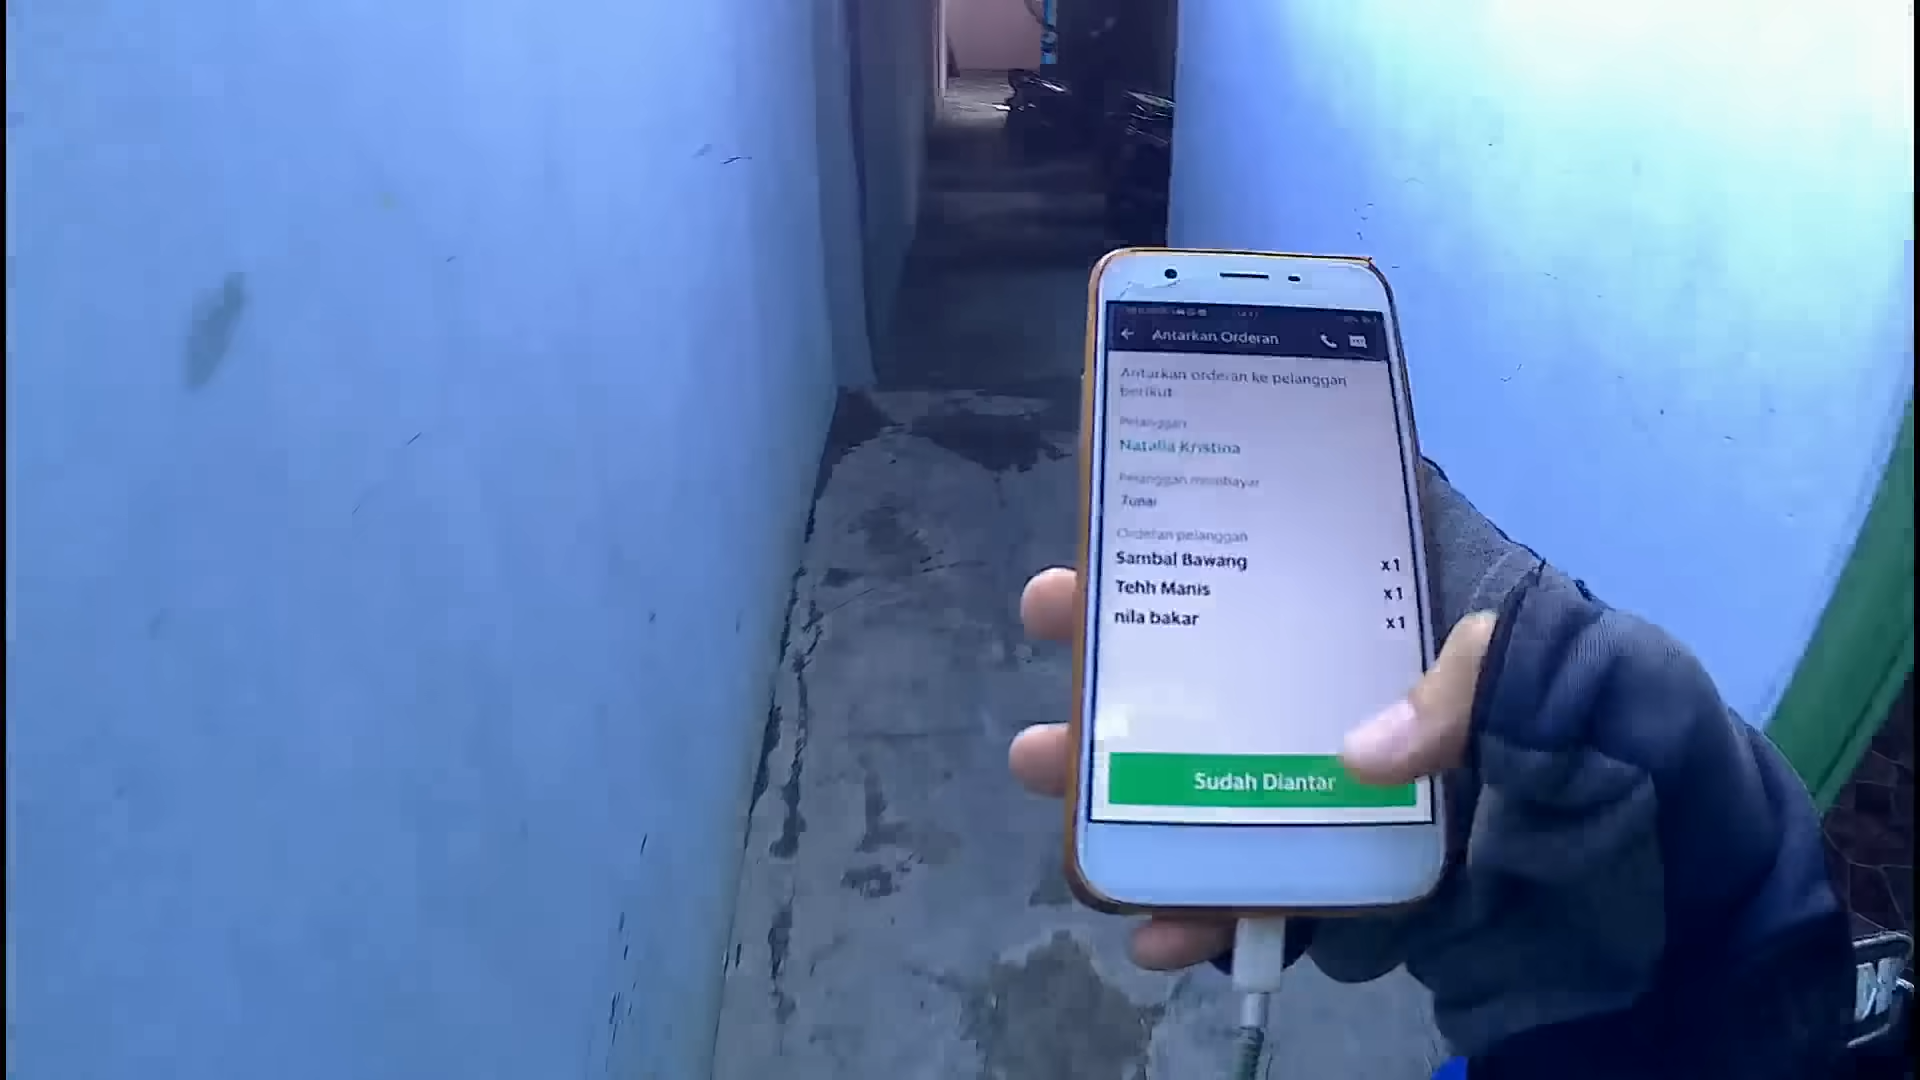 Antarkan Orderan
Antarkan orderan ke pelanggan
berikut
Pelanggan
Natalia Kristina
Pelanggan membayar
Tunai
Orderan pelanggan
Sambal Bawang x1
Tehh Manis x1
nila bakar x1
Sudah Diantar